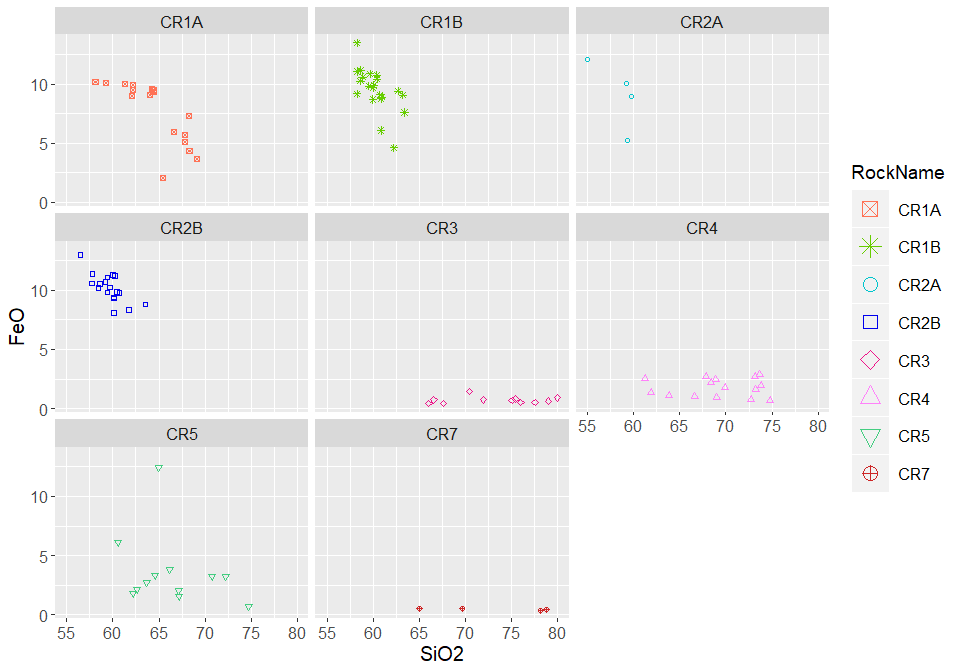 CR1A CR1B CR2A
10
5
0
CR2B CR3 CR4
10
5
0
55 60 65 70 75 80
CR5 CR7
10
5
0
55 60 65 70 75 80 55 60 65 70 75 80
SiO2
FeO
RockName
CR1A
CR1B
CR2A
CR2B
CR3
CR4
CR5
CR7